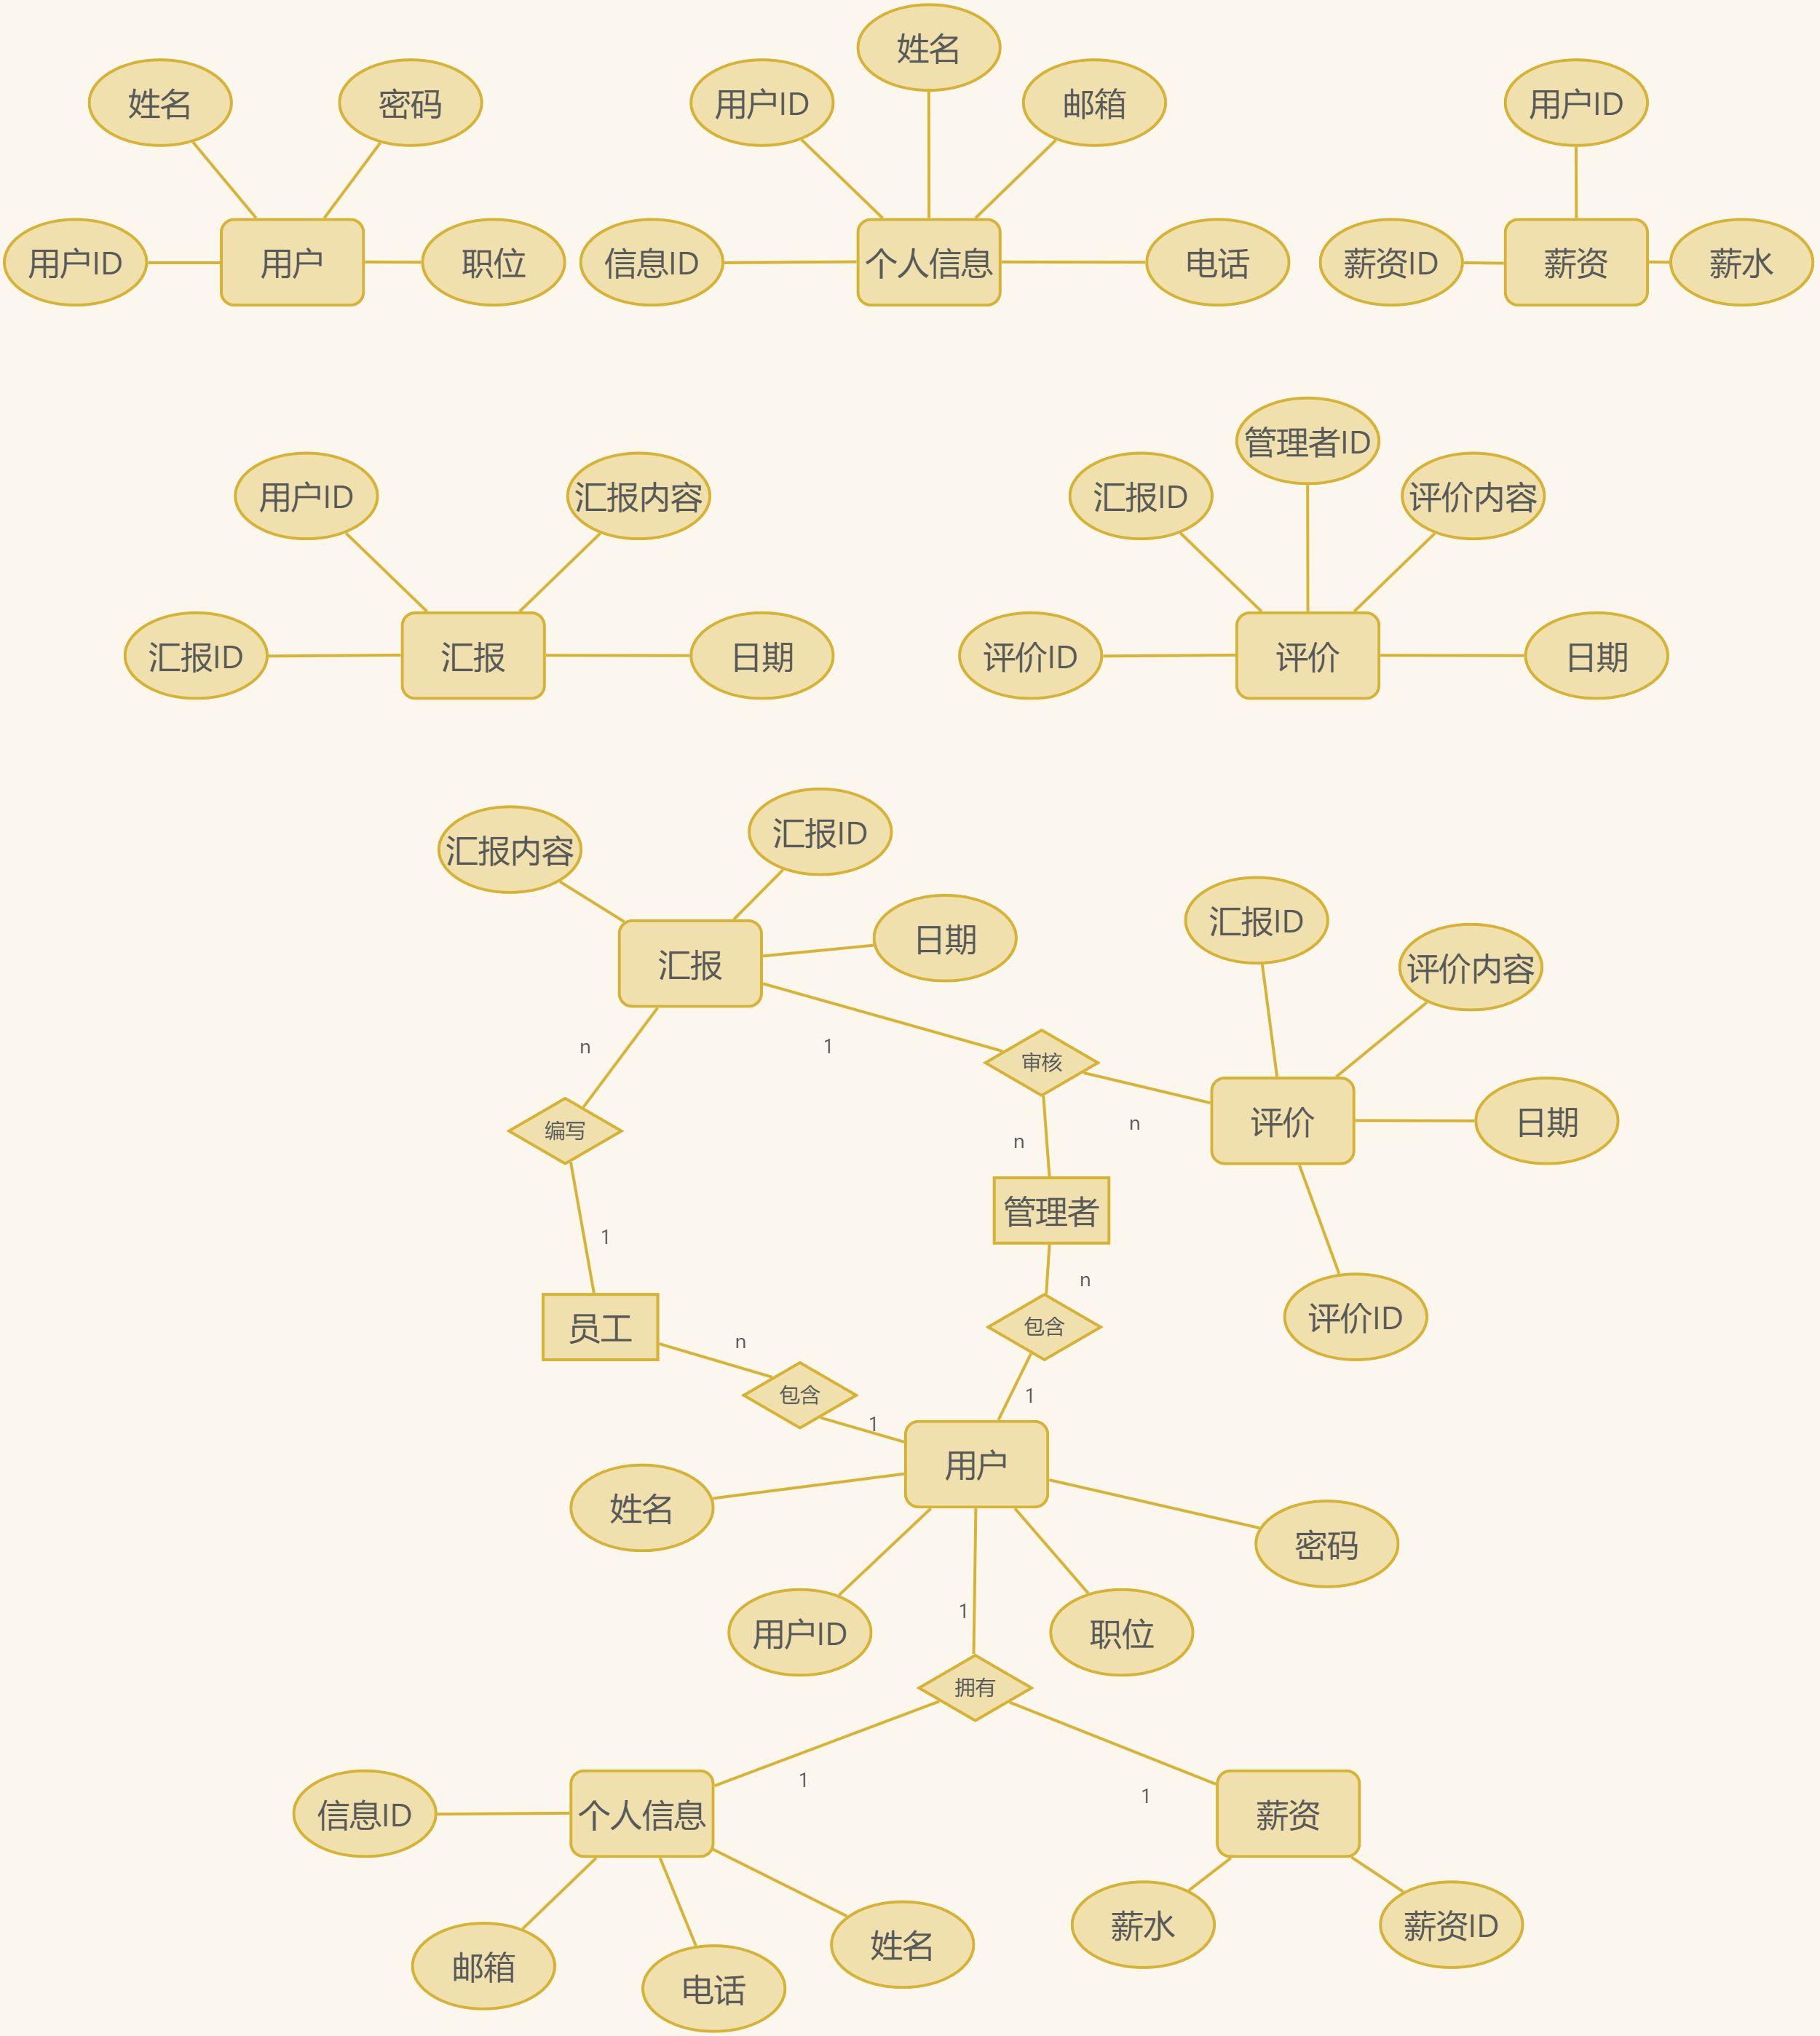 姓名
用户ID
姓名
密码
邮箱
用户ID
用户ID
用户
职位
信息ID
个人信息
电话
薪资ID
薪资
薪水
管理者ID
用户ID
汇报内容
汇报ID
评价内容
汇报ID
汇报
日期
评价ID
评价
日期
汇报内容
汇报ID
汇报
日期
汇报ID
评价内容
n
1
审核
编写
n
n
评价
日期
1
管理者
n
员工
包含
评价ID
n
包含
1
1
用户
姓名
密码
1
用户ID
职位
拥有
1
1
信息ID
个人信息
薪资
邮箱
电话
姓名
薪水
薪资ID